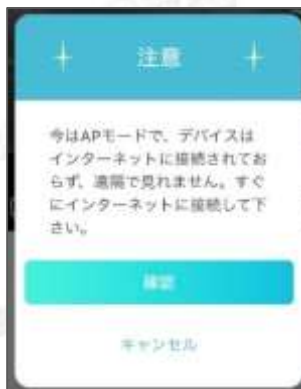 注意
今はAPモードで、デバイスは
インターネットに接続されてお
らず、遠隔で見れません。すぐ
にインターネットに接続して下
さい。
確認
キャンセル